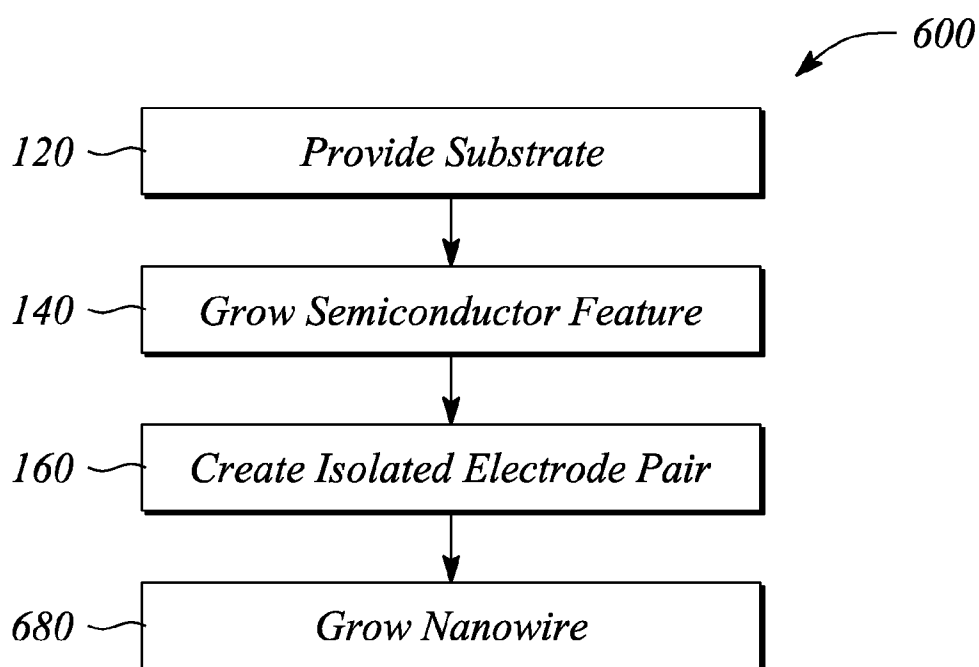 600
120 Provide Substrate
140 Grow Semiconductor Feature
160 Create Isolated Electrode Pair
680 Grow Nanowire